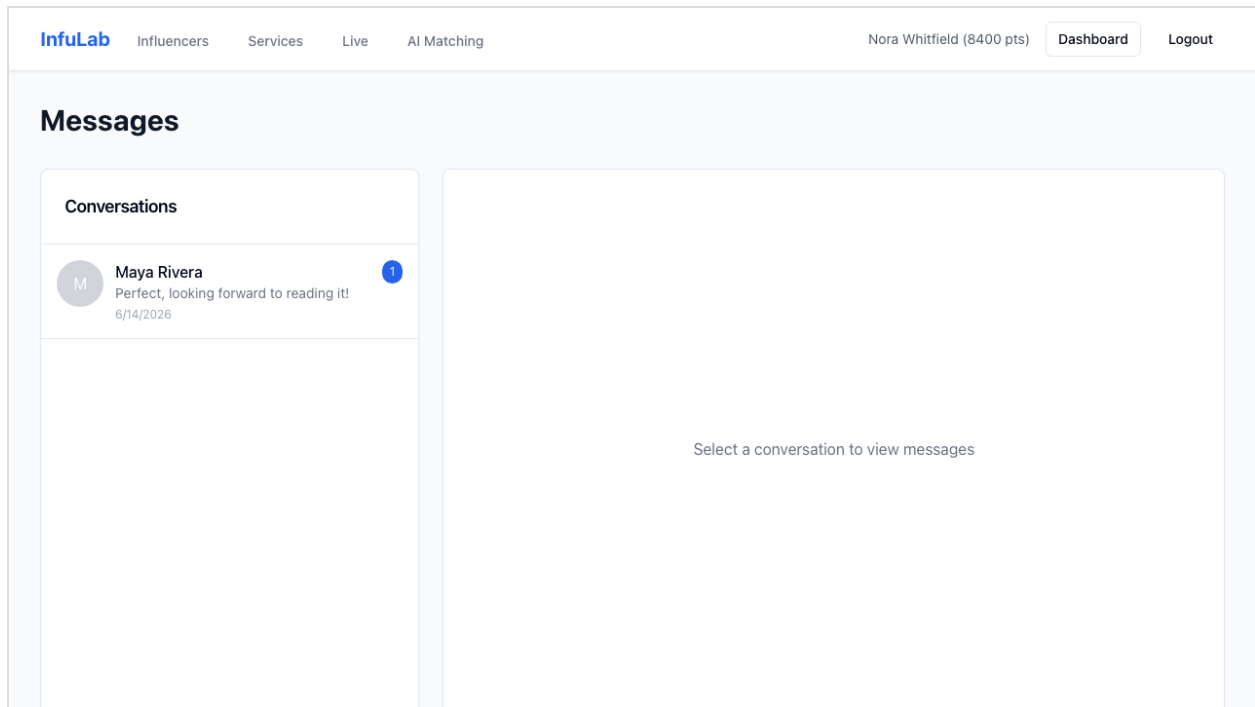 InfuLab Influencers Services Live AI Matching Nora Whitfield (8400 pts) Dashboard Logout
Messages
Conversations
M
Maya Rivera 1
Perfect, looking forward to reading it!
6/14/2026
Select a conversation to view messages